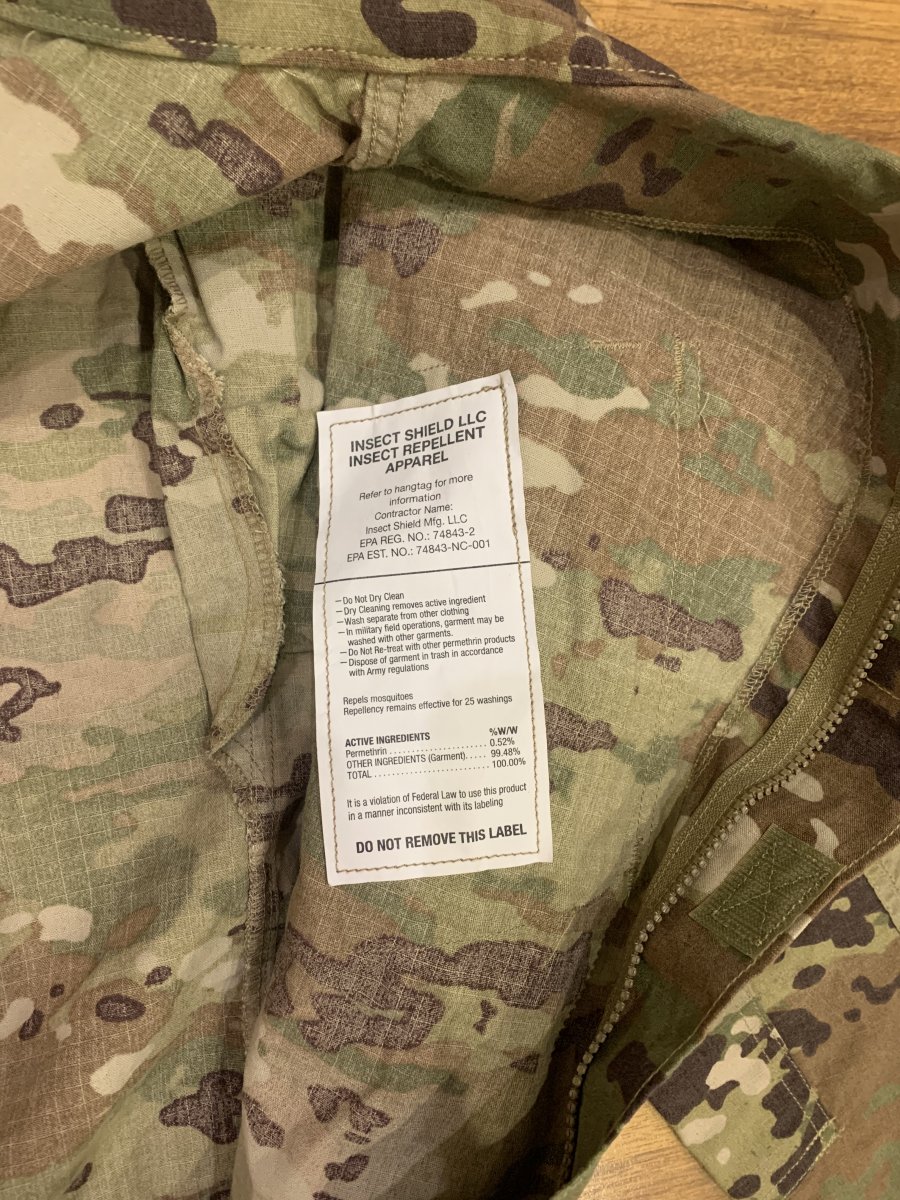 INSECT SHIELD LLC
INSECT REPELLENT
APPAREL
Refer to hangtag for more
information
Contractor Name:
Insect Shield Mfg. LLC
EPA REG. NO.: 74843-2
EPA EST. NO.: 74843-NC-001
—Do Not Dry Clean
—Dry Cleaning removes active ingredient
—Wash separate from other clothing
—In military field operations, garment may be
washed with other garments.
—Do Not Re-treat with other permethrin products
—Dispose of garment in trash in accordance
with Army regulations
Repels mosquitoes
Repellency remains effective for 25 washings
ACTIVE INGREDIENTS %W/W
Permethrin . . . . . . . . . . . . . . . . . . . . . . 0.52%
OTHER INGREDIENTS (Garment). . . . . 99.48%
TOTAL . . . . . . . . . . . . . . . . . . . . . . . . . 100.00%
It is a violation of Federal Law to use this product
in a manner inconsistent with its labeling
DO NOT REMOVE THIS LABEL